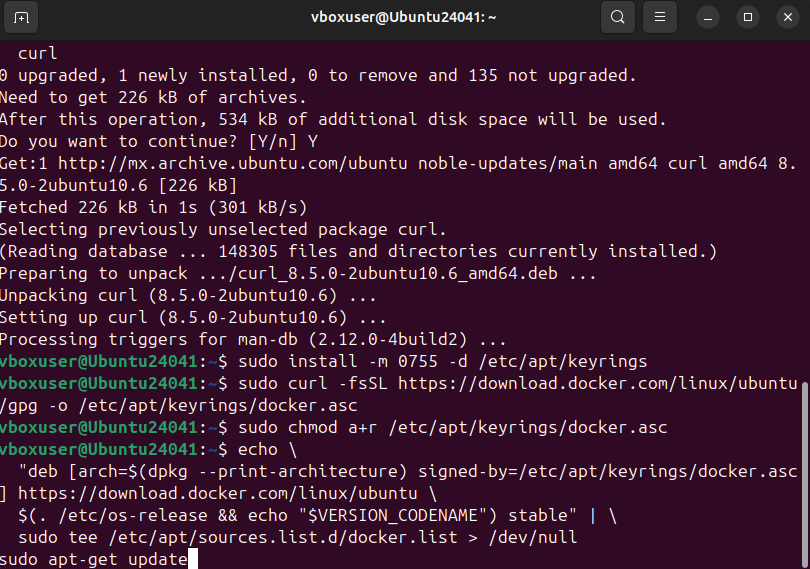 vboxuser@Ubuntu24041: ~
curl
0 upgraded, 1 newly installed, 0 to remove and 135 not upgraded.
Need to get 226 kB of archives.
After this operation, 534 kB of additional disk space will be used.
Do you want to continue? [Y/n] Y
Get:1 http://mx.archive.ubuntu.com/ubuntu noble-updates/main amd64 curl amd64 8.
5.0-2ubuntu10.6 [226 kB]
Fetched 226 kB in 1s (301 kB/s)
Selecting previously unselected package curl.
(Reading database ... 148305 files and directories currently installed.)
Preparing to unpack .../curl_8.5.0-2ubuntu10.6_amd64.deb ...
Unpacking curl (8.5.0-2ubuntu10.6) ...
Setting up curl (8.5.0-2ubuntu10.6) ...
Processing triggers for man-db (2.12.0-4build2) ...
vboxuser@Ubuntu24041:~$ sudo install -m 0755 -d /etc/apt/keyrings
vboxuser@Ubuntu24041:~$ sudo curl -fsSL https://download.docker.com/linux/ubuntu
/gpg -o /etc/apt/keyrings/docker.asc
vboxuser@Ubuntu24041:~$ sudo chmod a+r /etc/apt/keyrings/docker.asc
vboxuser@Ubuntu24041:~$ echo \
"deb [arch=$(dpkg --print-architecture) signed-by=/etc/apt/keyrings/docker.asc
] https://download.docker.com/linux/ubuntu \
$(. /etc/os-release && echo "$VERSION_CODENAME") stable" | \
sudo tee /etc/apt/sources.list.d/docker.list > /dev/null
sudo apt-get update